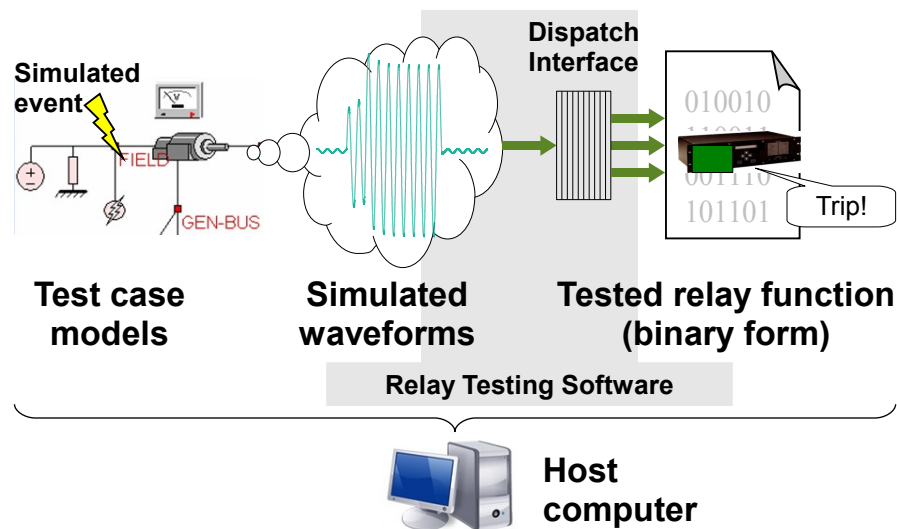 Simulated
event
V
FIELD
GEN-BUS
Dispatch
Interface
010010
001110
101101
Trip!
Test case
models
Simulated
waveforms
Tested relay function
(binary form)
Relay Testing Software
Host
computer